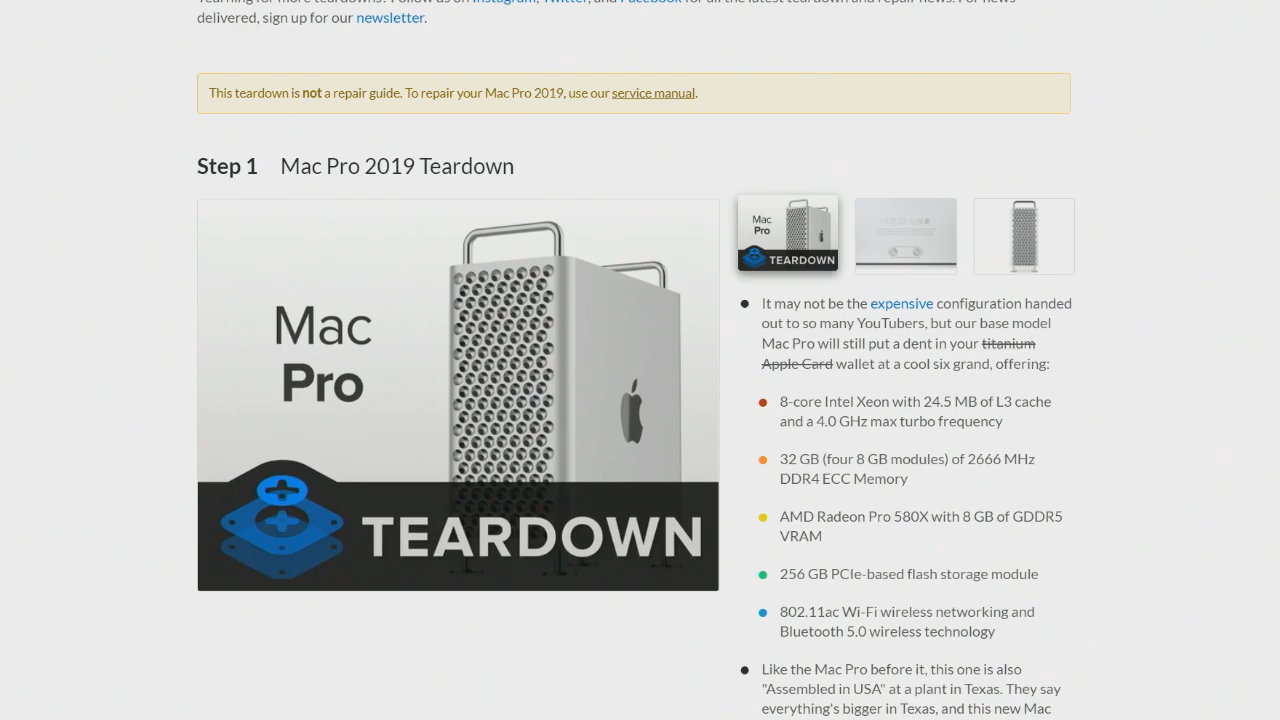 Yearning for more teardowns? Follow us on Instagram, Twitter, and Facebook for all the latest teardown and repair news. For news
delivered, sign up for our newsletter.
This teardown is not a repair guide. To repair your Mac Pro 2019, use our service manual.
Step 1 Mac Pro 2019 Teardown
Mac
Pro
TEARDOWN
Mac
Pro
TEARDOWN
It may not be the expensive configuration handed
out to so many YouTubers, but our base model
Mac Pro will still put a dent in your titanium
Apple Card wallet at a cool six grand, offering:
8-core Intel Xeon with 24.5 MB of L3 cache
and a 4.0 GHz max turbo frequency
32 GB (four 8 GB modules) of 2666 MHz
DDR4 ECC Memory
AMD Radeon Pro 580X with 8 GB of GDDR5
VRAM
256 GB PCIe-based flash storage module
802.11ac Wi-Fi wireless networking and
Bluetooth 5.0 wireless technology
Like the Mac Pro before it, this one is also
"Assembled in USA" at a plant in Texas. They say
everything's bigger in Texas, and this new Mac